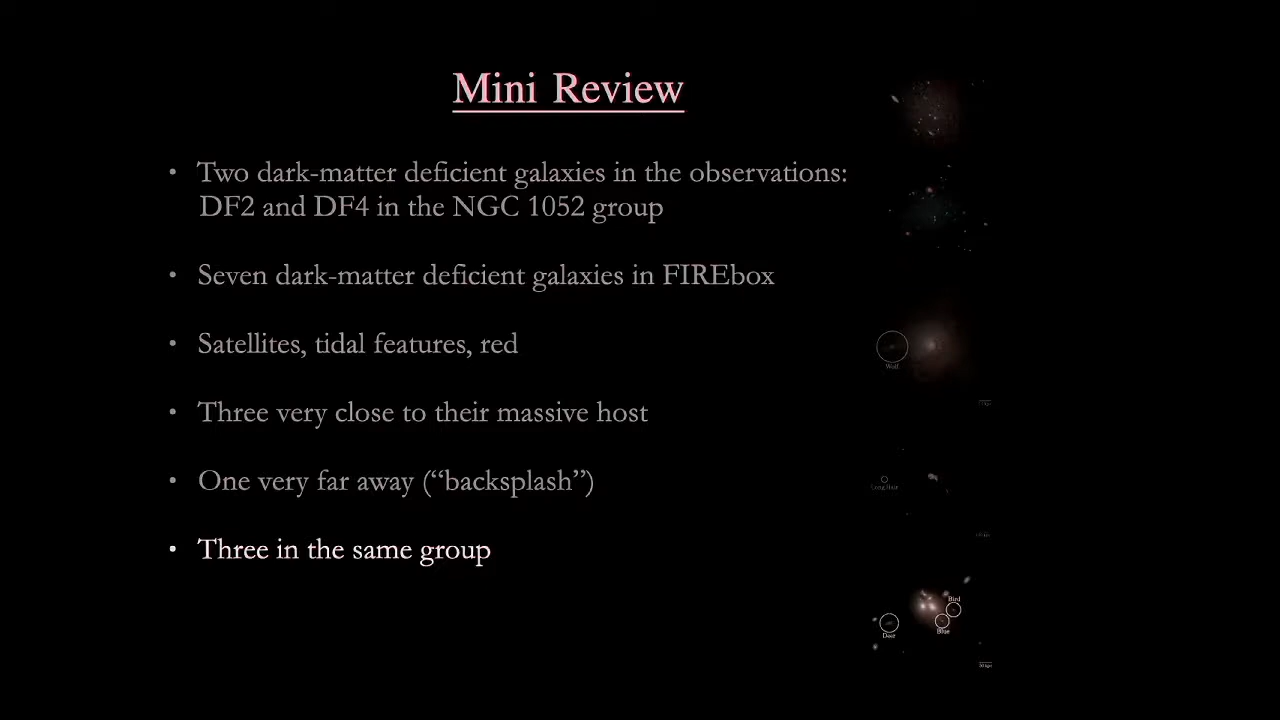 Mini Review
• Two dark-matter deficient galaxies in the observations:
DF2 and DF4 in the NGC 1052 group
• Seven dark-matter deficient galaxies in FIREbox
• Satellites, tidal features, red
Wolf
• Three very close to their massive host
• One very far away (“backsplash”)
• Three in the same group
Bird
Blue
Deer